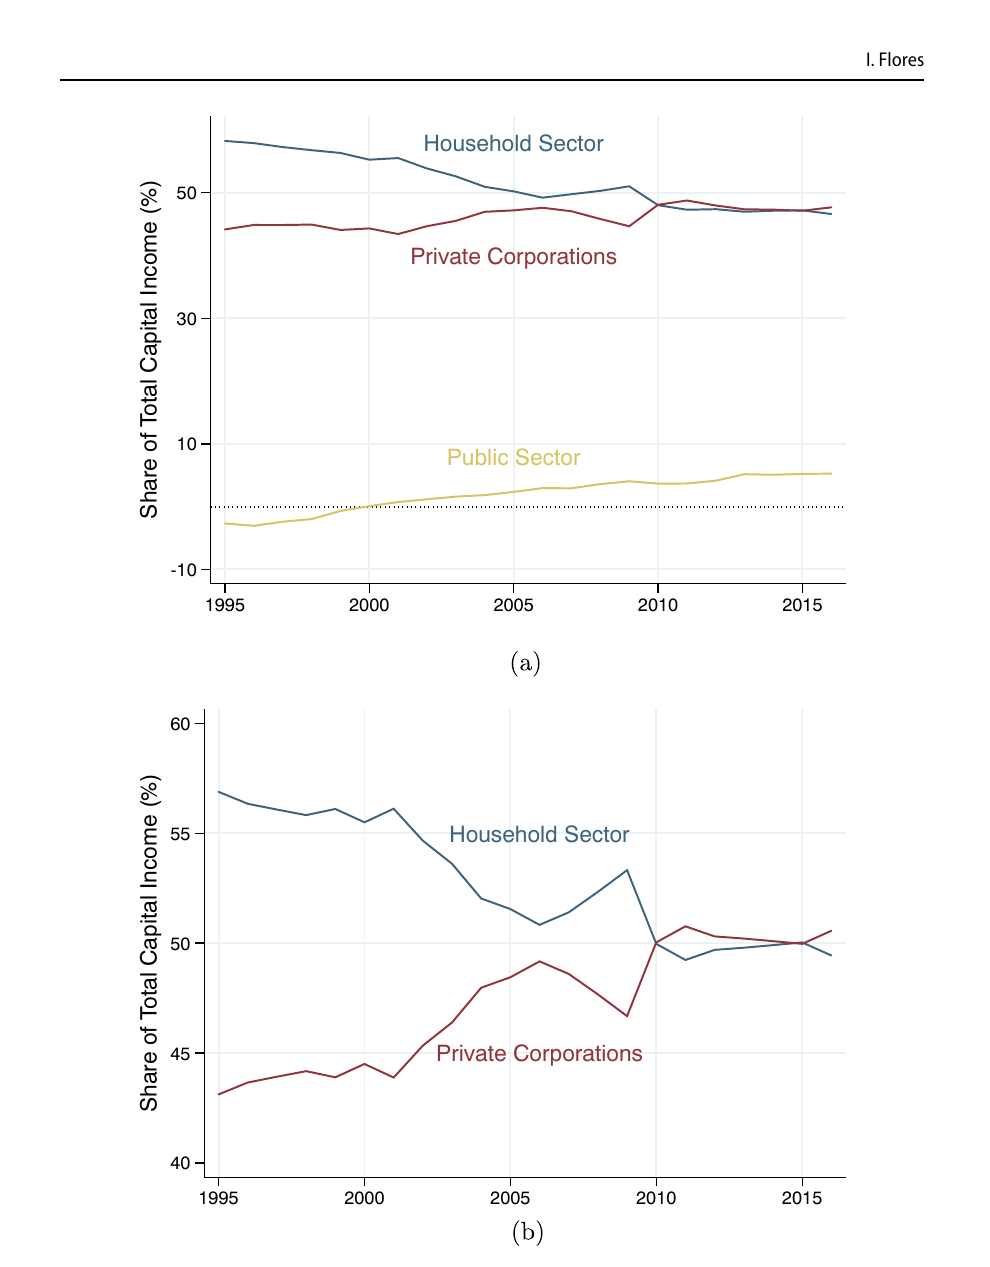 I. Flores
Share of Total Capital Income (%)
50
30
10
-10
Household Sector
Private Corporations
Public Sector
1995 2000 2005 2010 2015
(a)
Share of Total Capital Income (%)
60
55
50
45
40
Household Sector
Private Corporations
1995 2000 2005 2010 2015
(b)